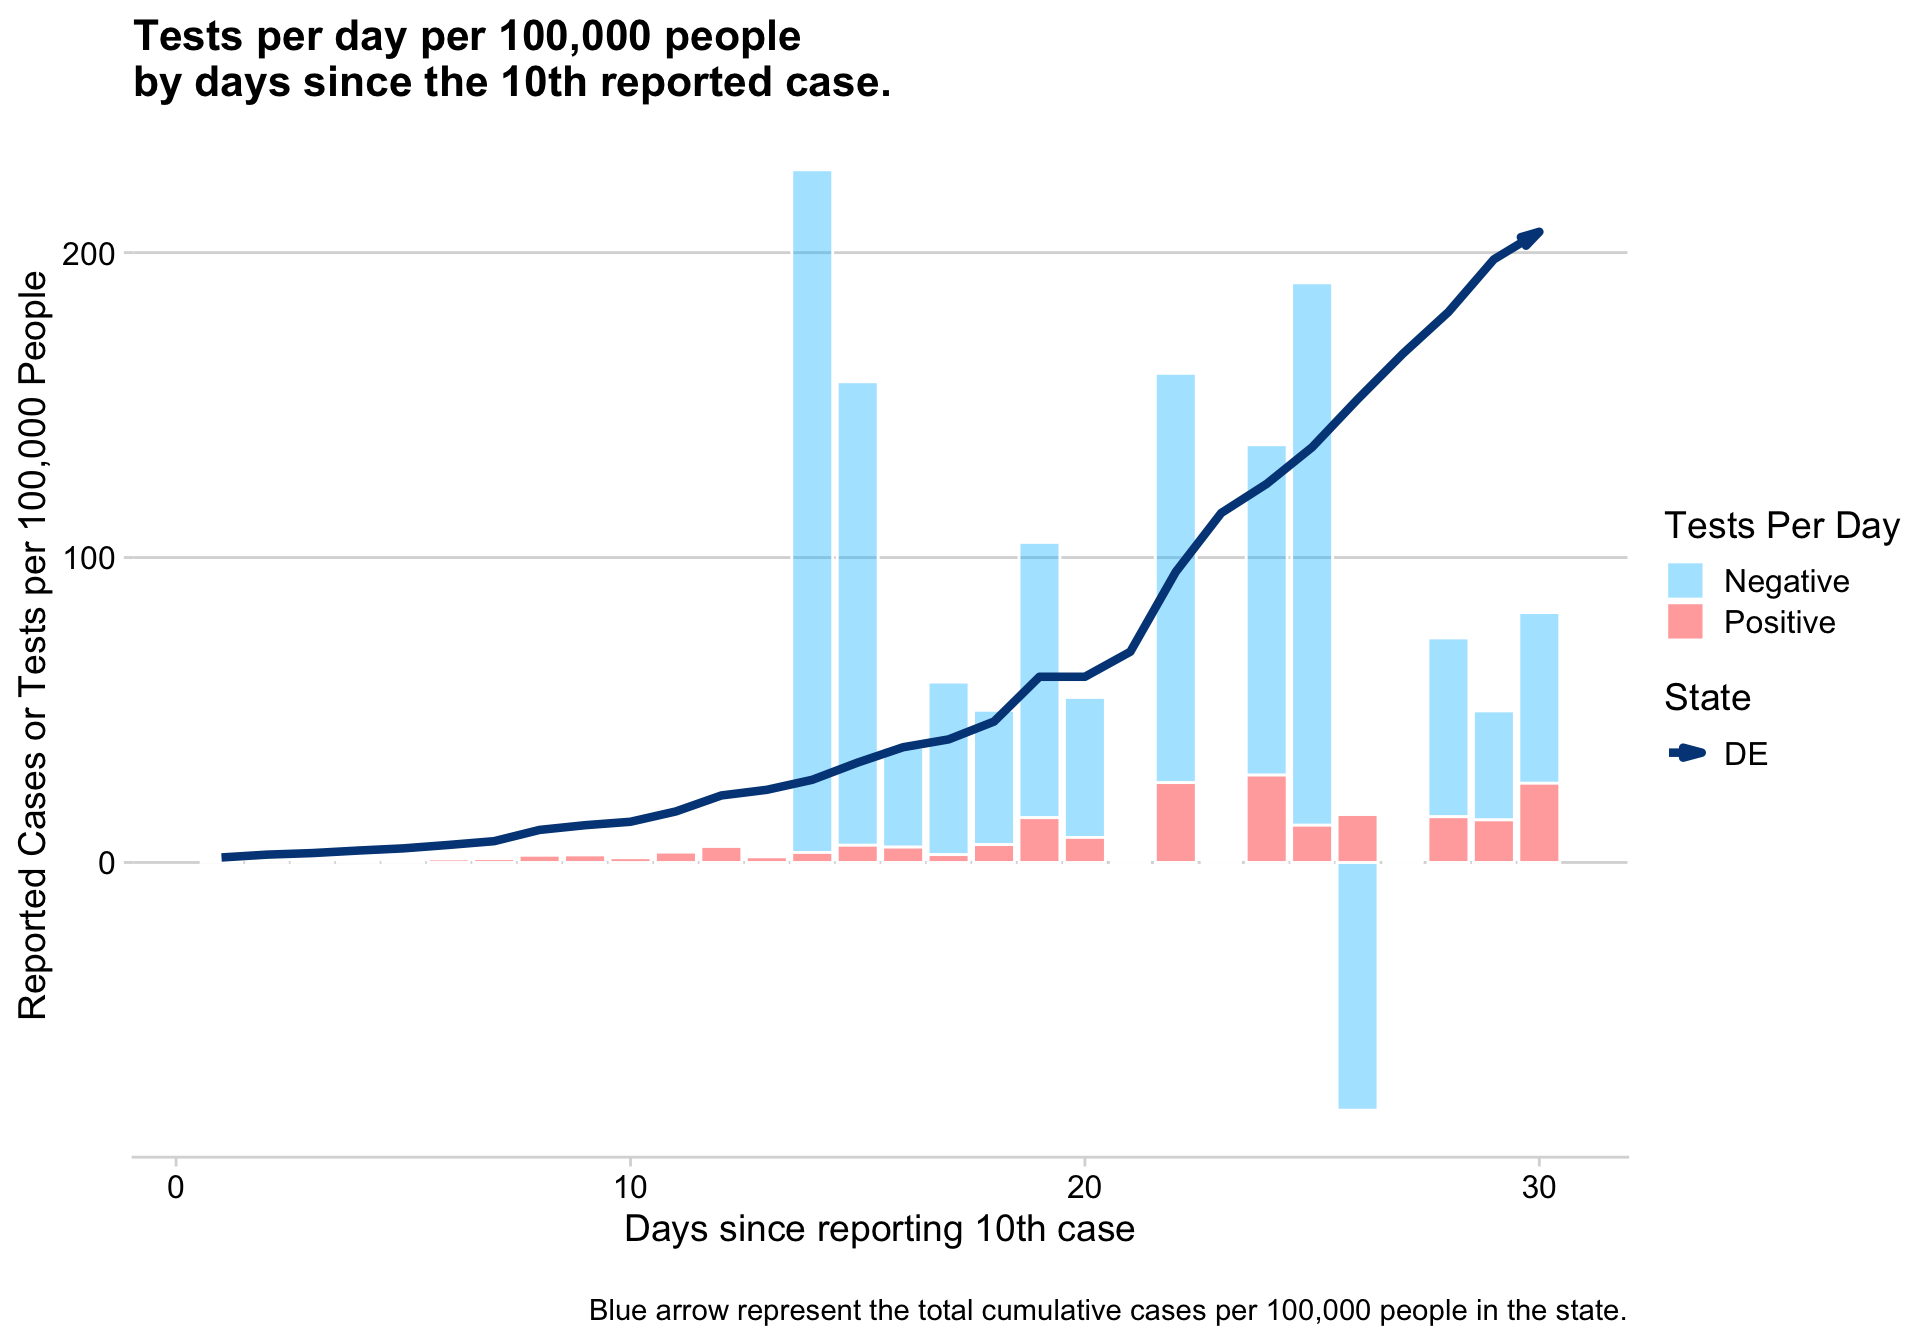 Tests per day per 100,000 people
by days since the 10th reported case.
Reported Cases or Tests per 100,000 People
200
100
0
0
10
20
30
Days since reporting 10th case
Tests Per Day
Negative
Positive
State
DE
Blue arrow represent the total cumulative cases per 100,000 people in the state.